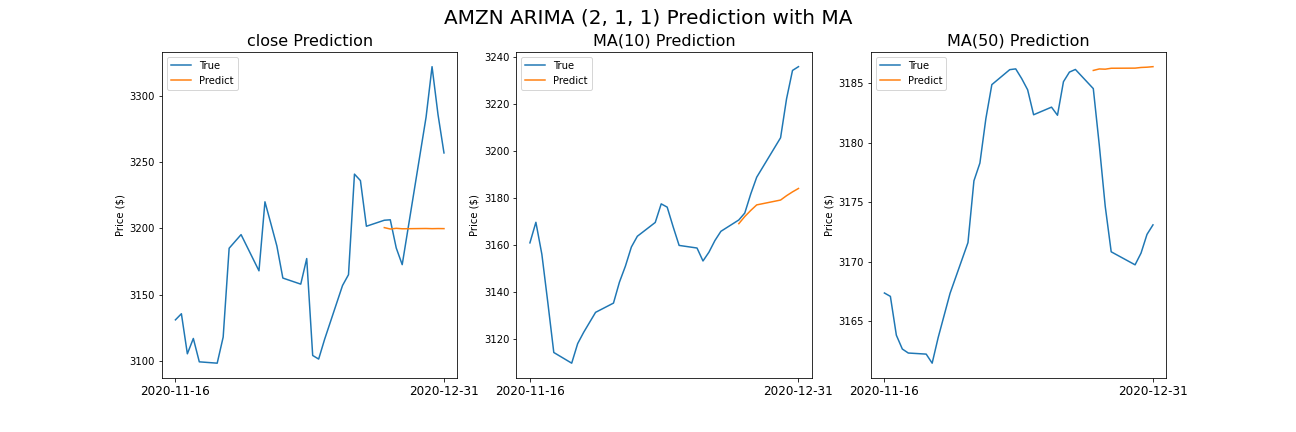 AMZN ARIMA (2, 1, 1) Prediction with MA
close Prediction
True
Predict
Price ($)
3300
3250
3200
3150
3100
2020-11-16
2020-12-31
MA(10) Prediction
True
Predict
Price ($)
3240
3220
3200
3180
3160
3140
3120
2020-11-16
2020-12-31
MA(50) Prediction
True
Predict
Price ($)
3185
3180
3175
3170
3165
2020-11-16
2020-12-31